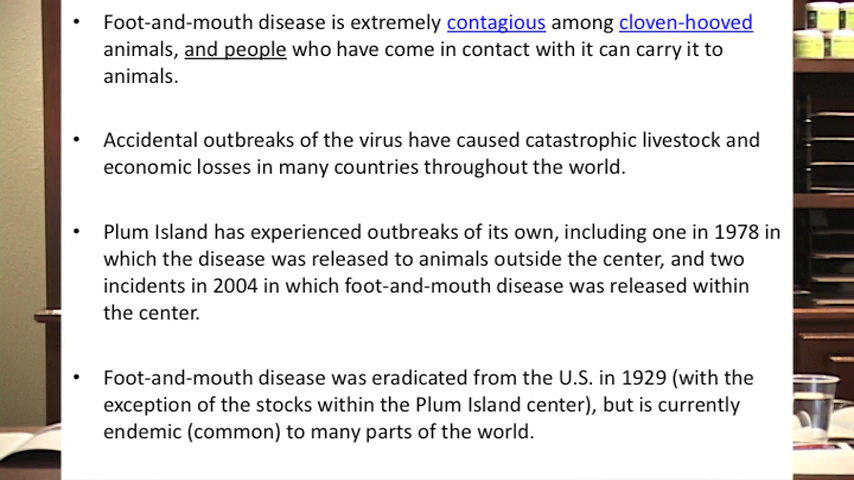 • Foot-and-mouth disease is extremely contagious among cloven-hooved
animals, and people who have come in contact with it can carry it to
animals.
• Accidental outbreaks of the virus have caused catastrophic livestock and
economic losses in many countries throughout the world.
• Plum Island has experienced outbreaks of its own, including one in 1978 in
which the disease was released to animals outside the center, and two
incidents in 2004 in which foot-and-mouth disease was released within
the center.
• Foot-and-mouth disease was eradicated from the U.S. in 1929 (with the
exception of the stocks within the Plum Island center), but is currently
endemic (common) to many parts of the world.